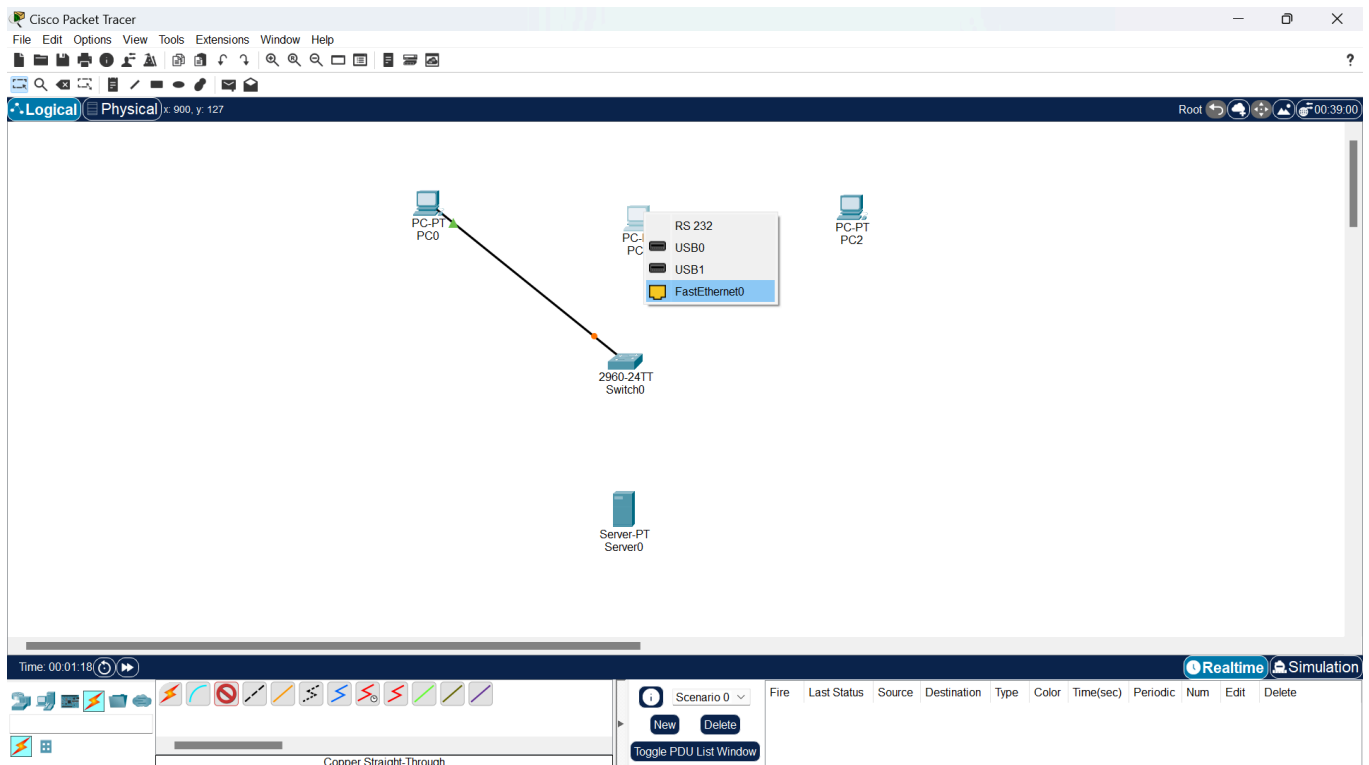 Cisco Packet Tracer
File Edit Options View Tools Extensions Window Help
?
Logical Physical x: 900, y: 127 Root 00:39:00
PC-PT
PC0
PC-
PC
RS 232
USB0
USB1
FastEthernet0
PC-PT
PC2
2960-24TT
Switch0
Server-PT
Server0
Time: 00:01:18 Realtime Simulation
Scenario 0 Fire Last Status Source Destination Type Color Time(sec) Periodic Num Edit Delete
New Delete
Toggle PDU List Window
Copper Straight-Through